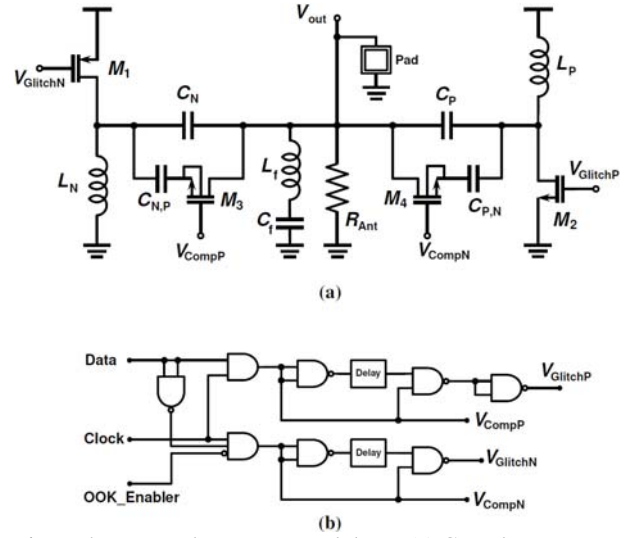 V_out
Pad
V_GlitchN
M_1
C_N
C_P
L_P
L_N
C_N,P
M_3
V_CompP
L_f
C_f
R_Ant
M_4
C_P,N
V_CompN
V_GlitchP
M_2
(a)
Data
Delay
V_GlitchP
V_CompP
Clock
Delay
V_GlitchN
OOK_Enabler
V_CompN
(b)